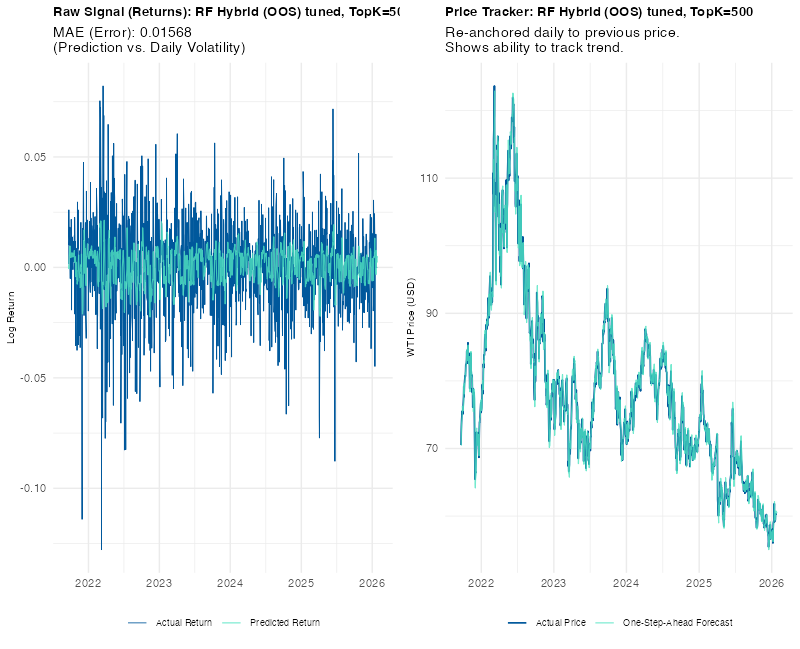 Raw Signal (Returns): RF Hybrid (OOS) tuned, TopK=50
MAE (Error): 0.01568
(Prediction vs. Daily Volatility)
0.05
0.00
-0.05
-0.10
Log Return
2022 2023 2024 2025 2026
Actual Return Predicted Return
Price Tracker: RF Hybrid (OOS) tuned, TopK=500
Re-anchored daily to previous price.
Shows ability to track trend.
110
90
70
WTI Price (USD)
2022 2023 2024 2025 2026
Actual Price One-Step-Ahead Forecast